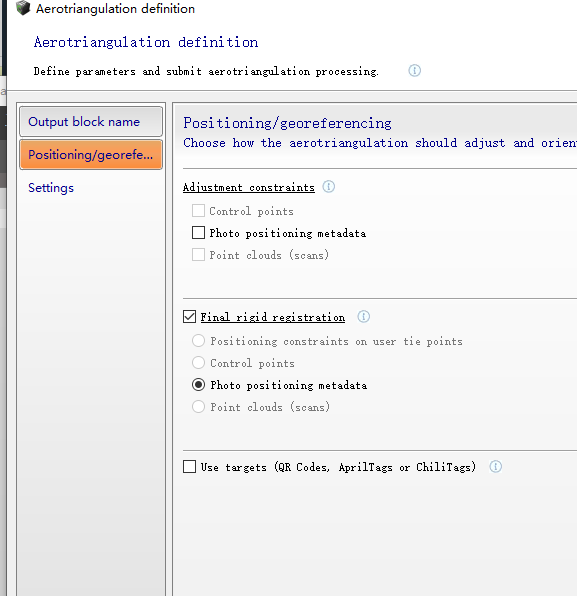 Aerotriangulation definition
Aerotriangulation definition
Define parameters and submit aerotriangulation processing.
Output block name
Positioning/georefe...
Settings
Positioning/georeferencing
Choose how the aerotriangulation should adjust and orien
Adjustment constraints
Control points
Photo positioning metadata
Point clouds (scans)
Final rigid registration
Positioning constraints on user tie points
Control points
Photo positioning metadata
Point clouds (scans)
Use targets (QR Codes, AprilTags or ChiliTags)